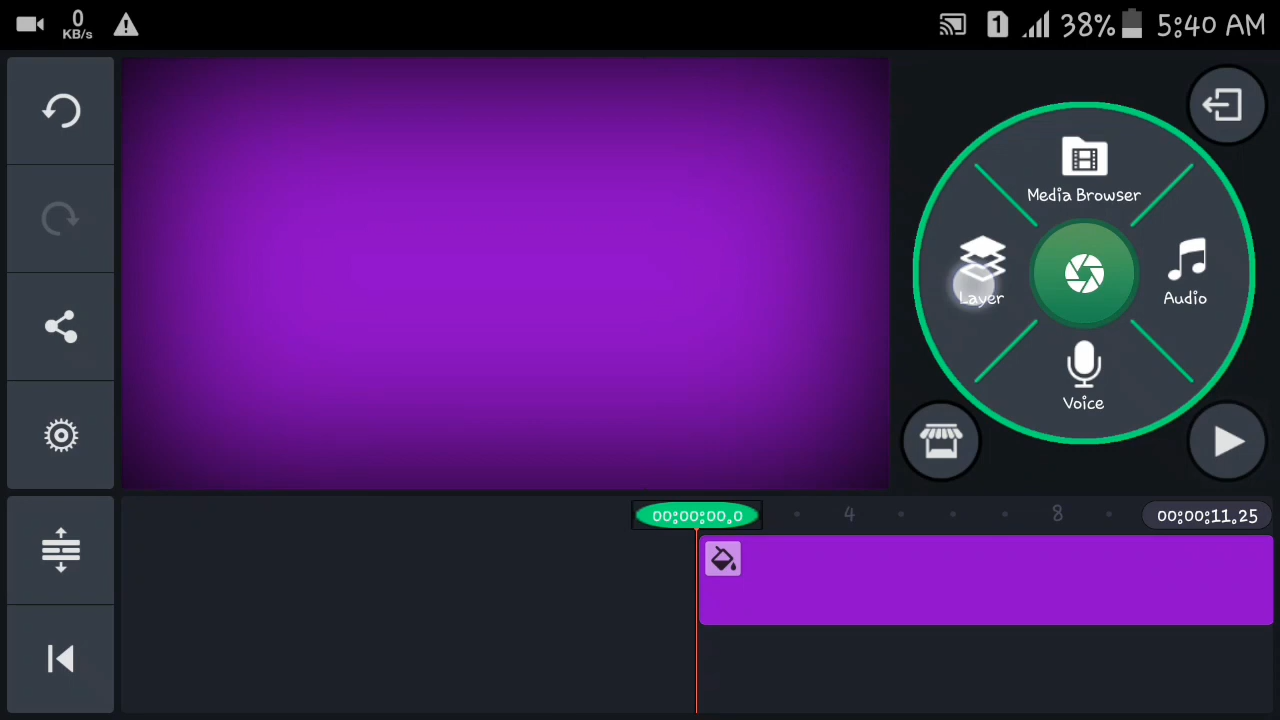 0
KB/s
1
38%
5:40 AM
Media Browser
Layer
Audio
Voice
00:00:00.0
4
8
00:00:11.25